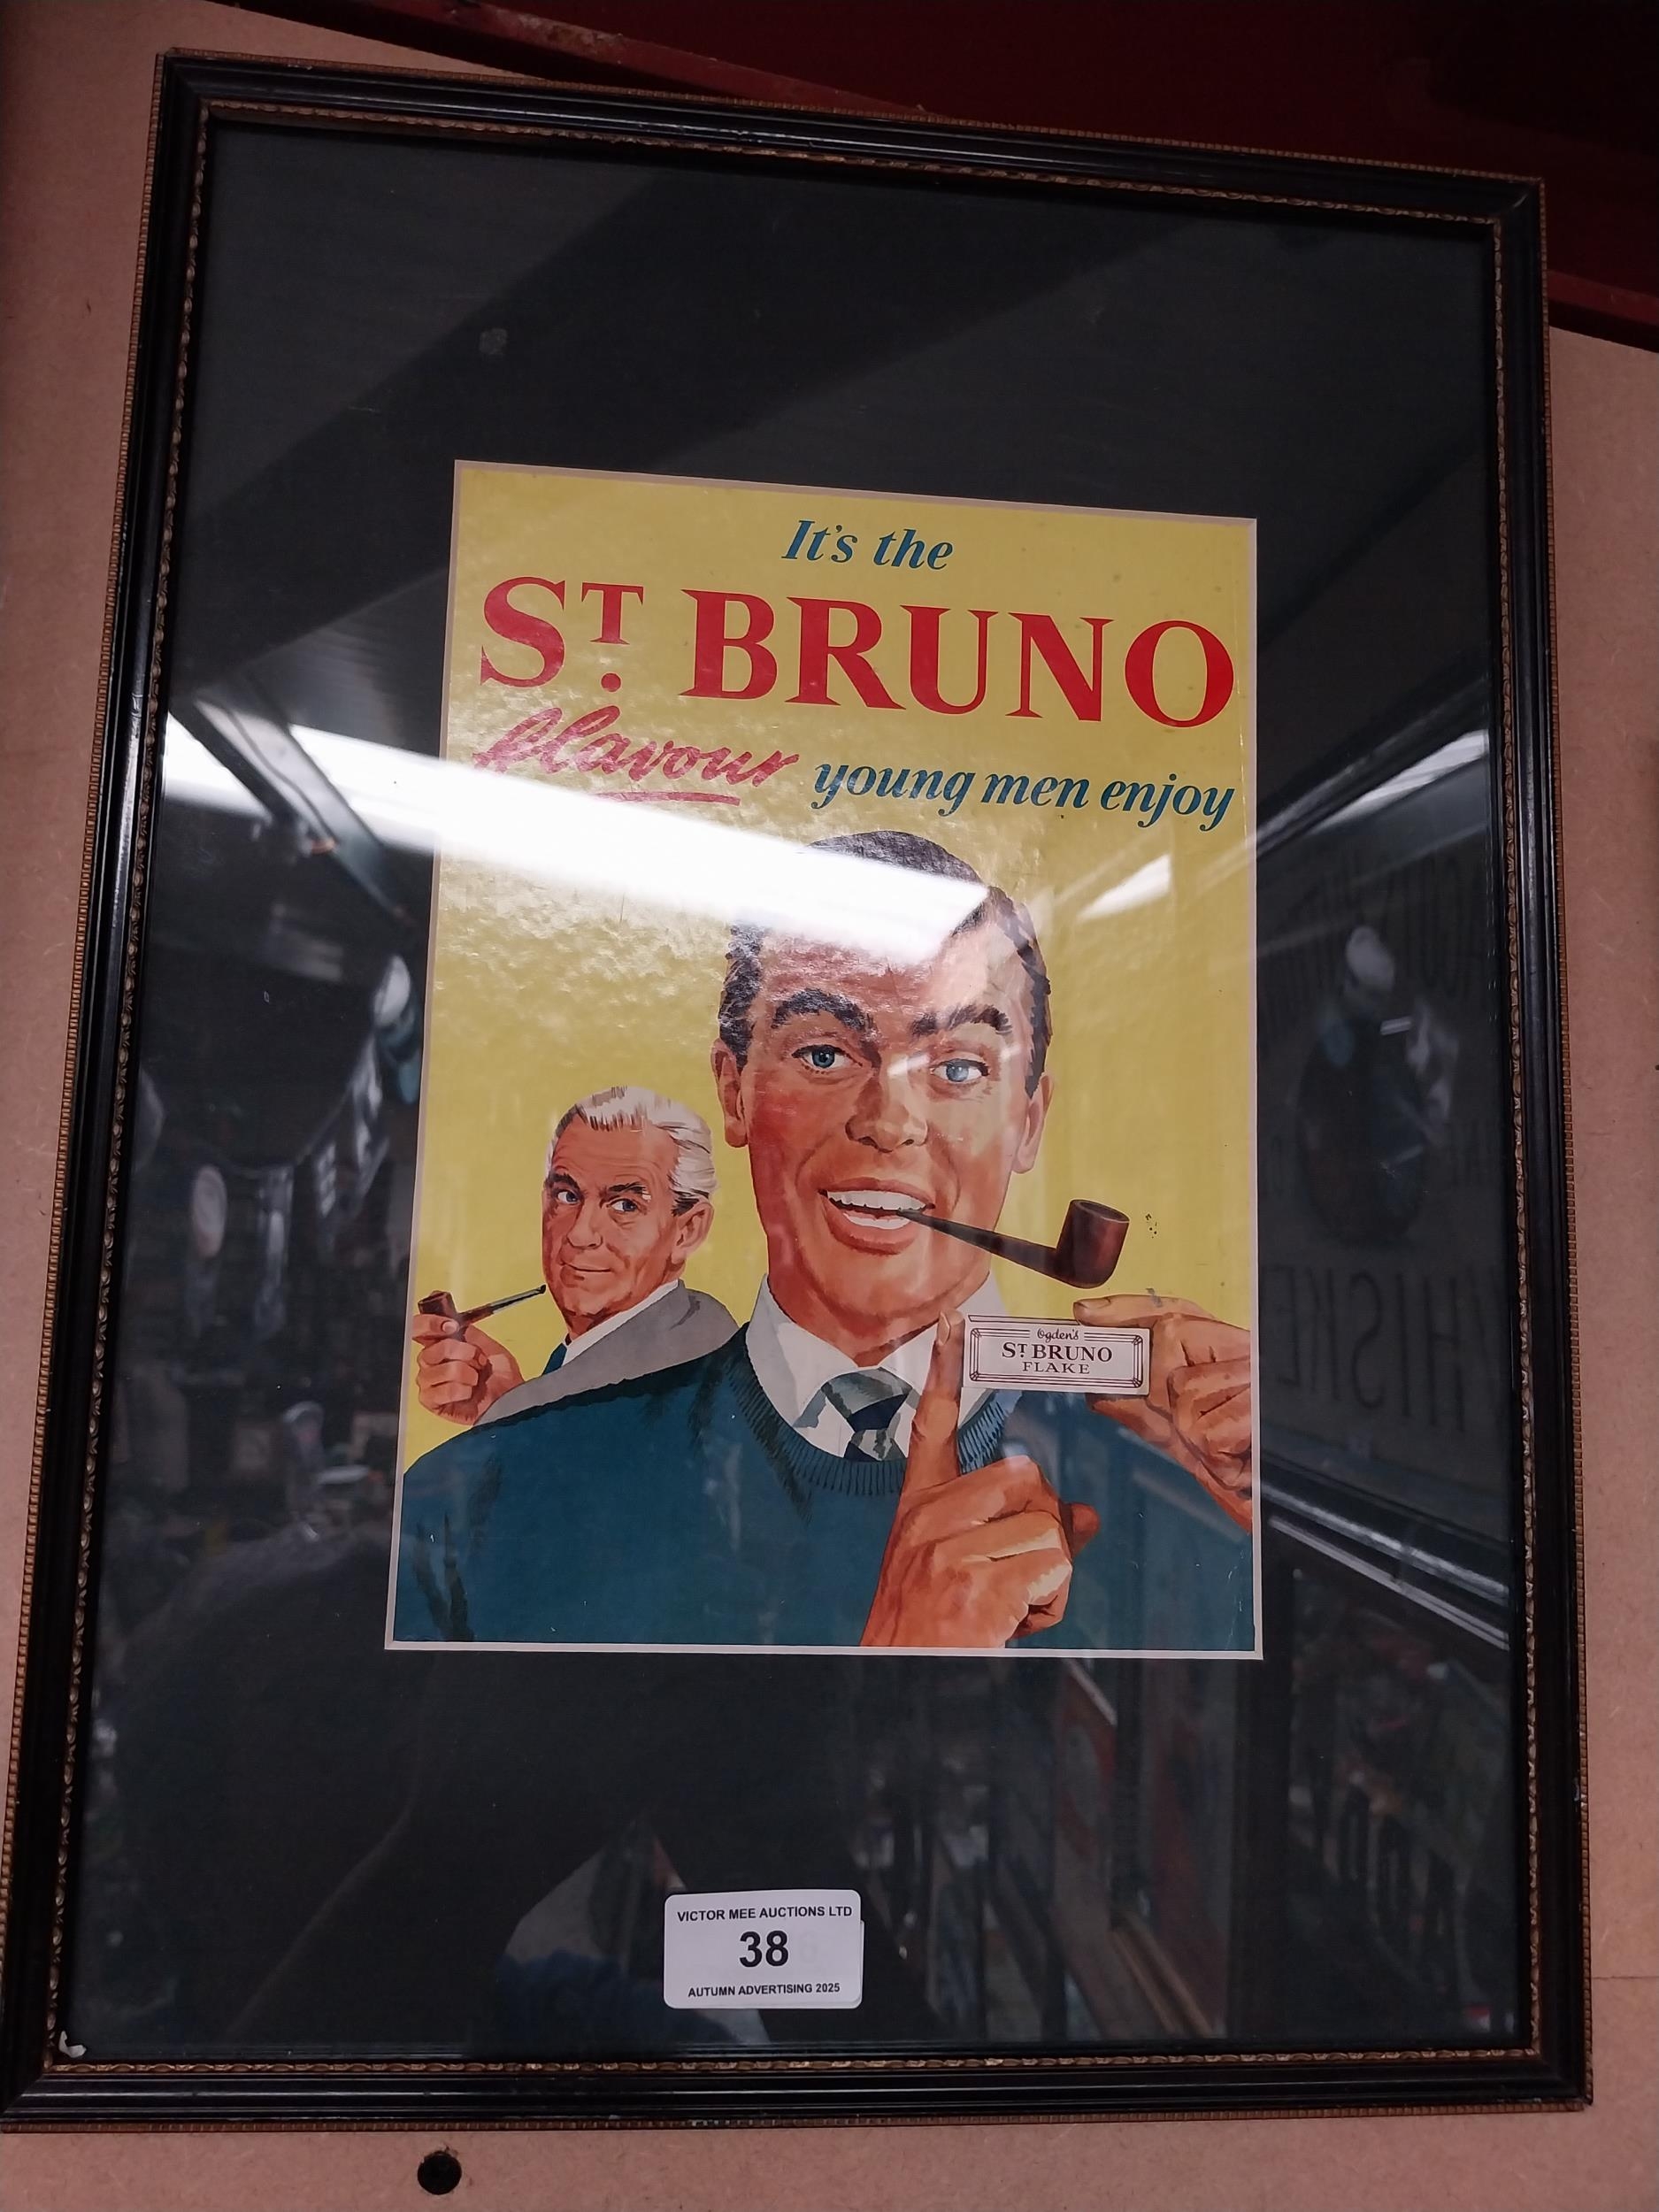 It's the
ST. BRUNO
flavour young men enjoy
Ogden's
ST. BRUNO
FLAKE
VICTOR MEE AUCTIONS LTD
38
AUTUMN ADVERTISING 2025